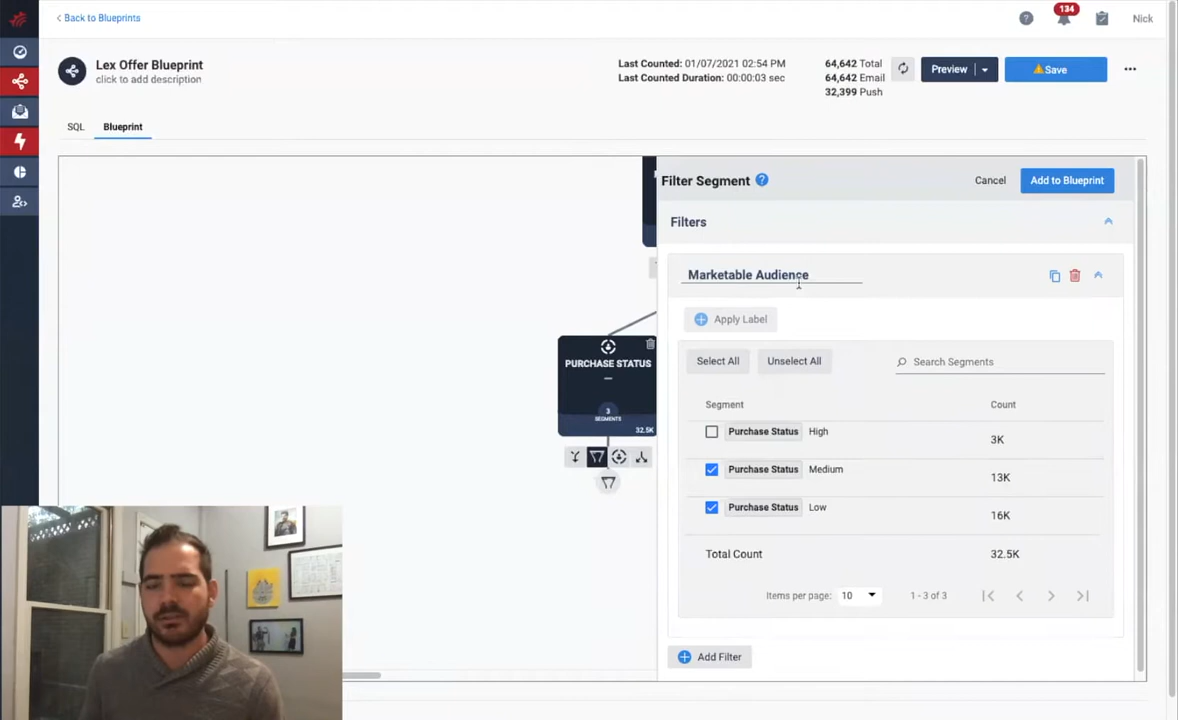 Back to Blueprints
134
Nick
Lex Offer Blueprint
click to add description
Last Counted: 01/07/2021 02:54 PM
Last Counted Duration: 00:00:03 sec
64,642 Total
64,642 Email
32,399 Push
Preview
Save
SQL
Blueprint
Filter Segment
Cancel
Add to Blueprint
Filters
Marketable Audience
Apply Label
Select All
Unselect All
Search Segments
Segment
Count
Purchase Status High
3K
Purchase Status Medium
13K
Purchase Status Low
16K
Total Count
32.5K
Items per page: 10
1 - 3 of 3
Add Filter
PURCHASE STATUS
—
3
SEGMENTS
32.5K